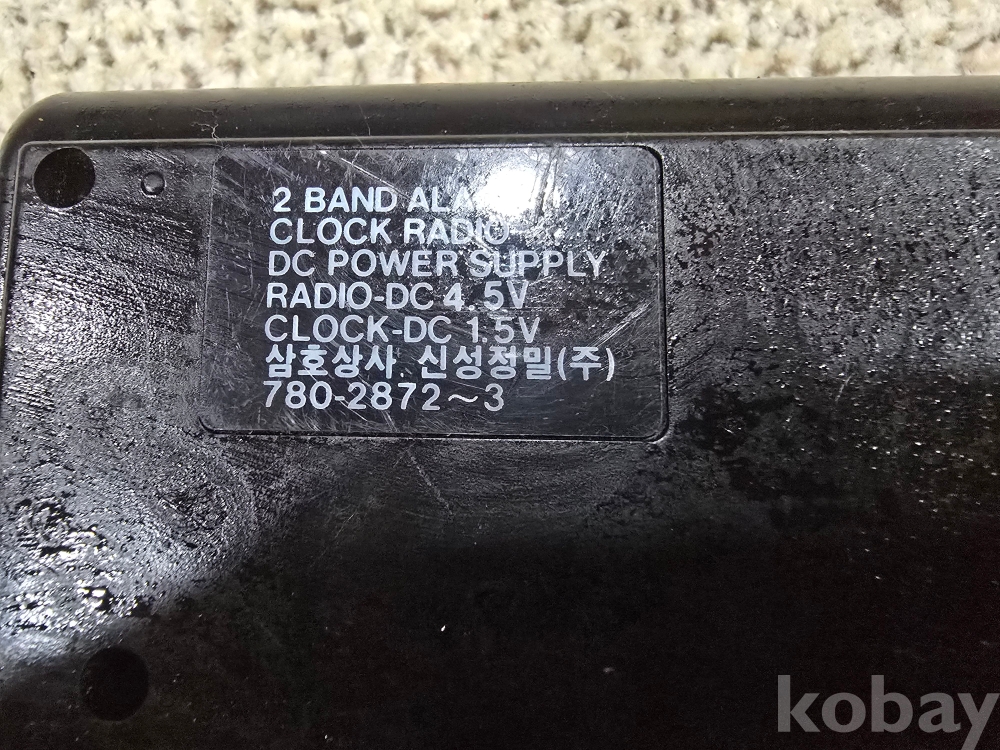 2 BAND
CLOCK RADIO
DC POWER SUPPLY
RADIO-DC 4.5V
CLOCK-DC 1.5V
삼호상사. 신성정밀(주)
780-2872~3
kobay